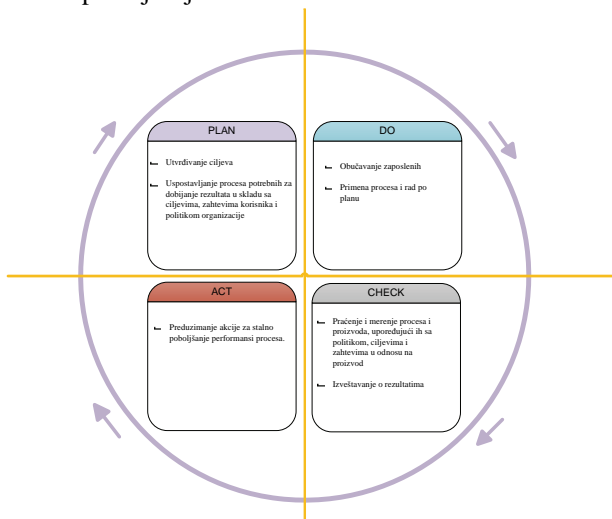 PLAN
Utvrđivanje ciljeva
Uspostavljanje procesa potrebnih za
dobijanje rezultata u skladu sa
ciljevima, zahtevima korisnika i
politikom organizacije
DO
Obučavanje zaposlenih
Primena procesa i rad po
planu
ACT
Preduzimanje akcije za stalno
poboljšanje performansi procesa.
CHECK
Praćenje i merenje procesa i
proizvoda, upoređujući ih sa
politikom, ciljevima i
zahtevima u odnosu na
proizvod
Izveštavanje o rezultatima